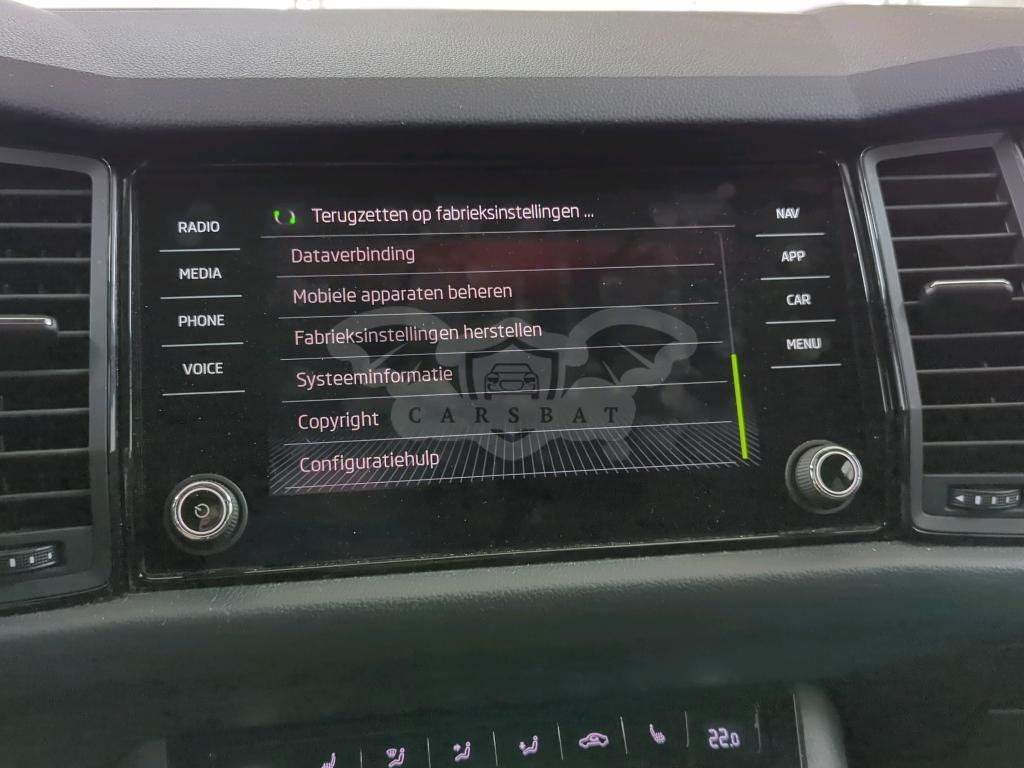 RADIO
MEDIA
PHONE
VOICE
Terugzetten op fabrieksinstellingen ...
Dataverbinding
Mobiele apparaten beheren
Fabrieksinstellingen herstellen
Systeeminformatie
Copyright
Configuratiehulp
NAV
APP
CAR
MENU
CARSBAT
22.0